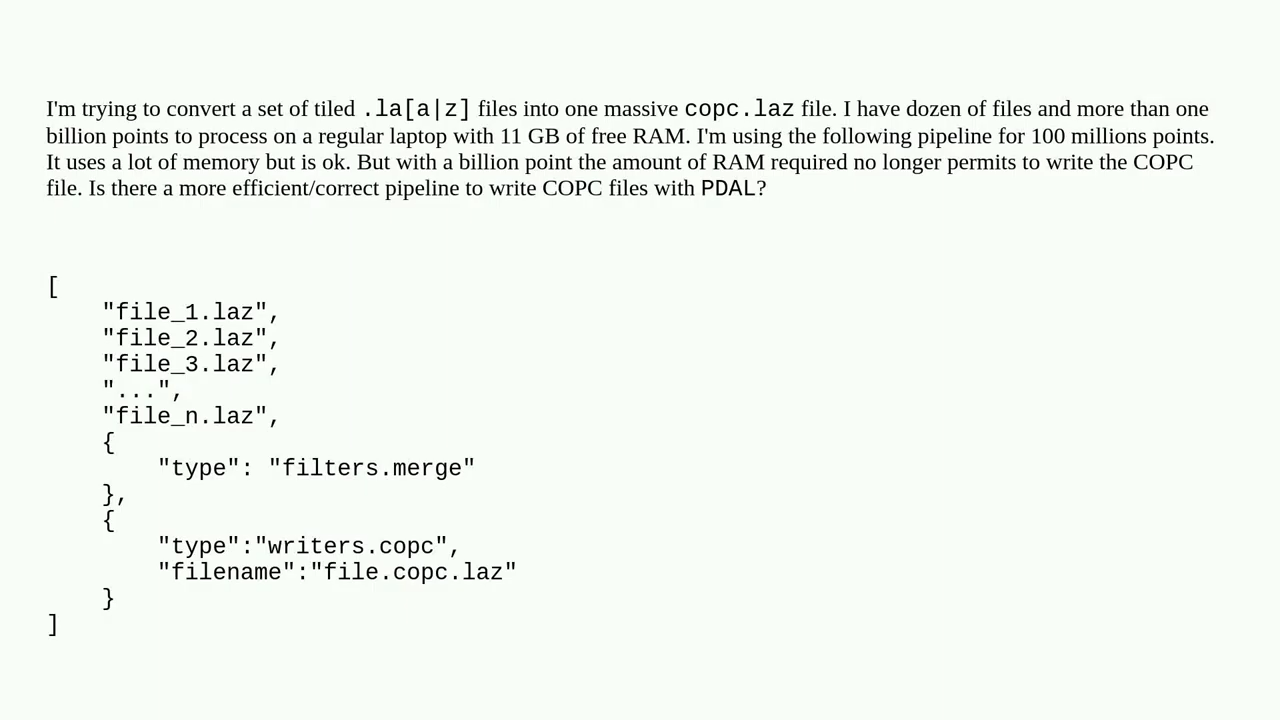 I'm trying to convert a set of tiled .la[a|z] files into one massive copc.laz file. I have dozen of files and more than one
billion points to process on a regular laptop with 11 GB of free RAM. I'm using the following pipeline for 100 millions points.
It uses a lot of memory but is ok. But with a billion point the amount of RAM required no longer permits to write the COPC
file. Is there a more efficient/correct pipeline to write COPC files with PDAL?
[
    "file_1.laz",
    "file_2.laz",
    "file_3.laz",
    "...",
    "file_n.laz",
    {
        "type": "filters.merge"
    },
    {
        "type":"writers.copc",
        "filename":"file.copc.laz"
    }
]